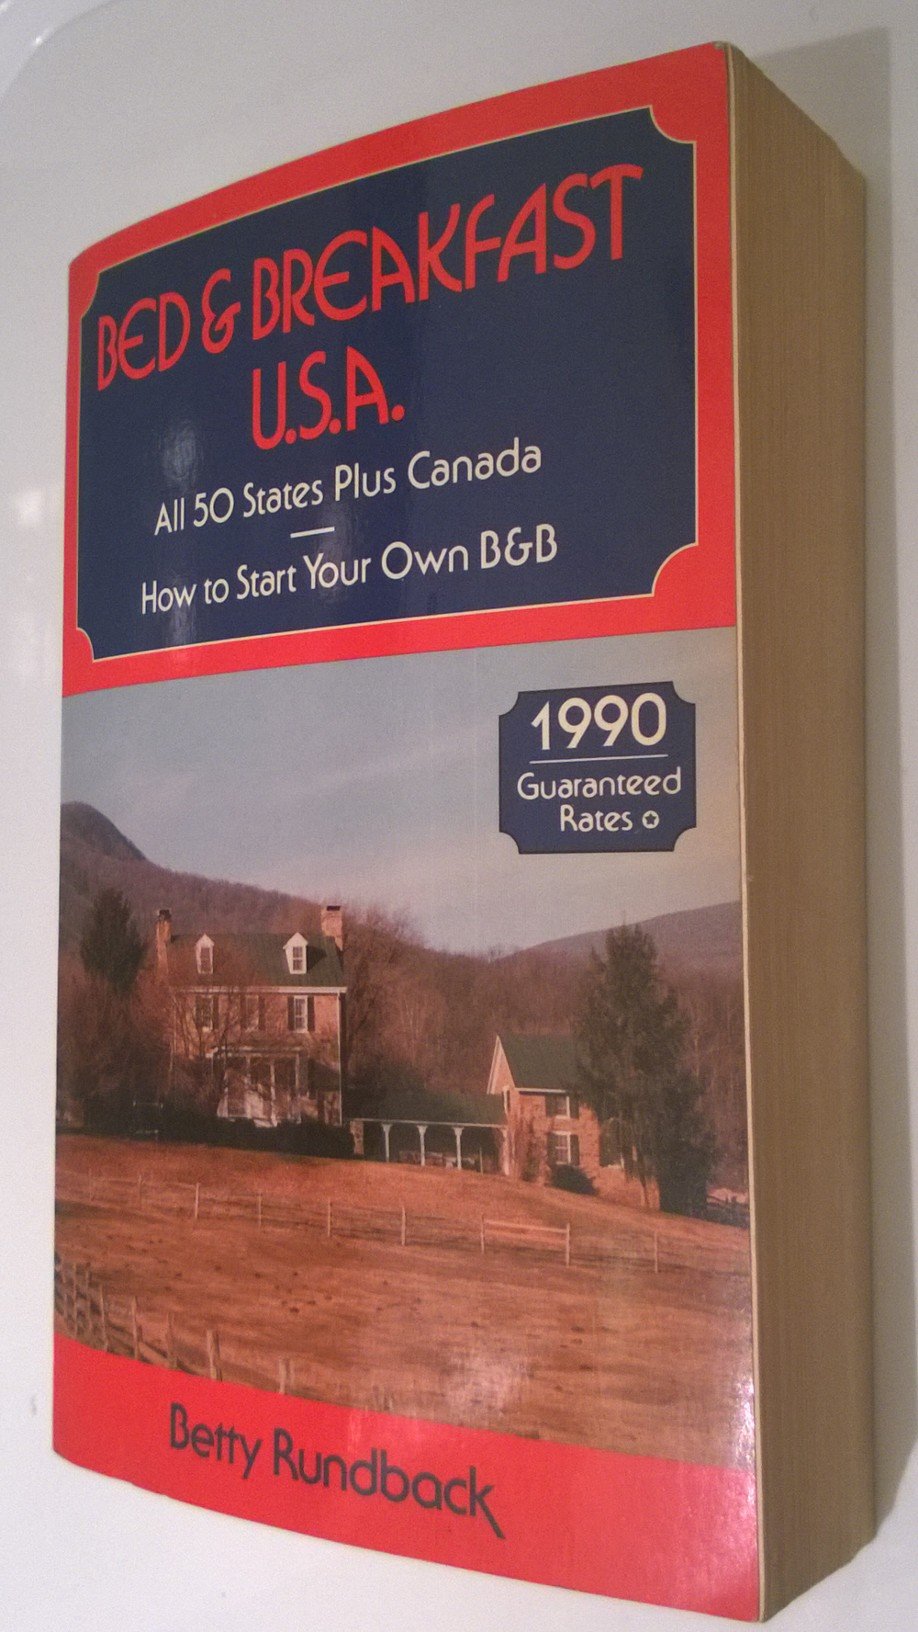 BED & BREAKFAST
U.S.A.
All 50 States Plus Canada
How to Start Your Own B&B
1990
Guaranteed
Rates
Betty Rundback